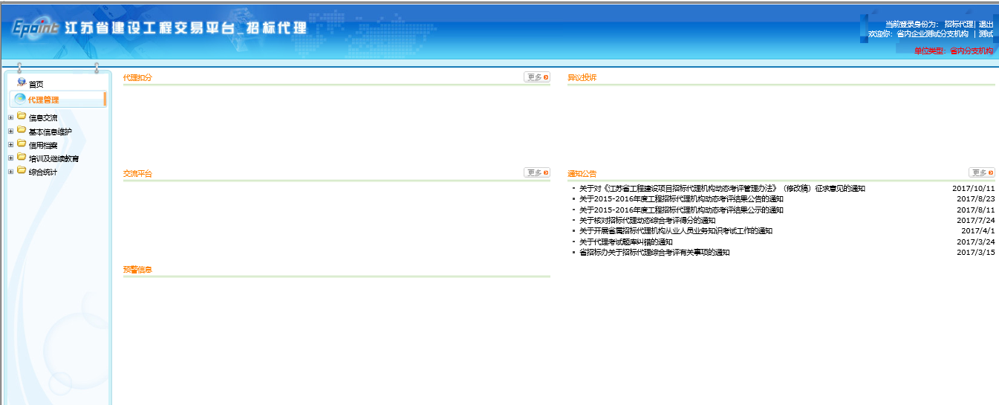 Epoint 江苏省建设工程交易平台_招标代理
当前登录身份为： 招标代理| 退出
欢迎你：省内企业测试分支机构 | 测试
单位类型：省内分支机构
首页
代理管理
信息交流
基本信息维护
信用档案
培训及继续教育
综合统计
代理扣分 更多
异议投诉
交流平台 更多
通知公告 更多
关于对《江苏省工程建设项目招标代理机构动态考评管理办法》（修改稿）征求意见的通知 2017/10/11
关于2015-2016年度工程招标代理机构动态考评结果公告的通知 2017/8/23
关于2015-2016年度工程招标代理机构动态考评结果公示的通知 2017/8/11
关于核对招标代理动态综合考评得分的通知 2017/7/24
关于开展省属招标代理机构从业人员业务知识考试工作的通知 2017/4/1
关于代理考试题库纠错的通知 2017/3/24
省招标办关于招标代理综合考评有关事项的通知 2017/3/15
预警信息